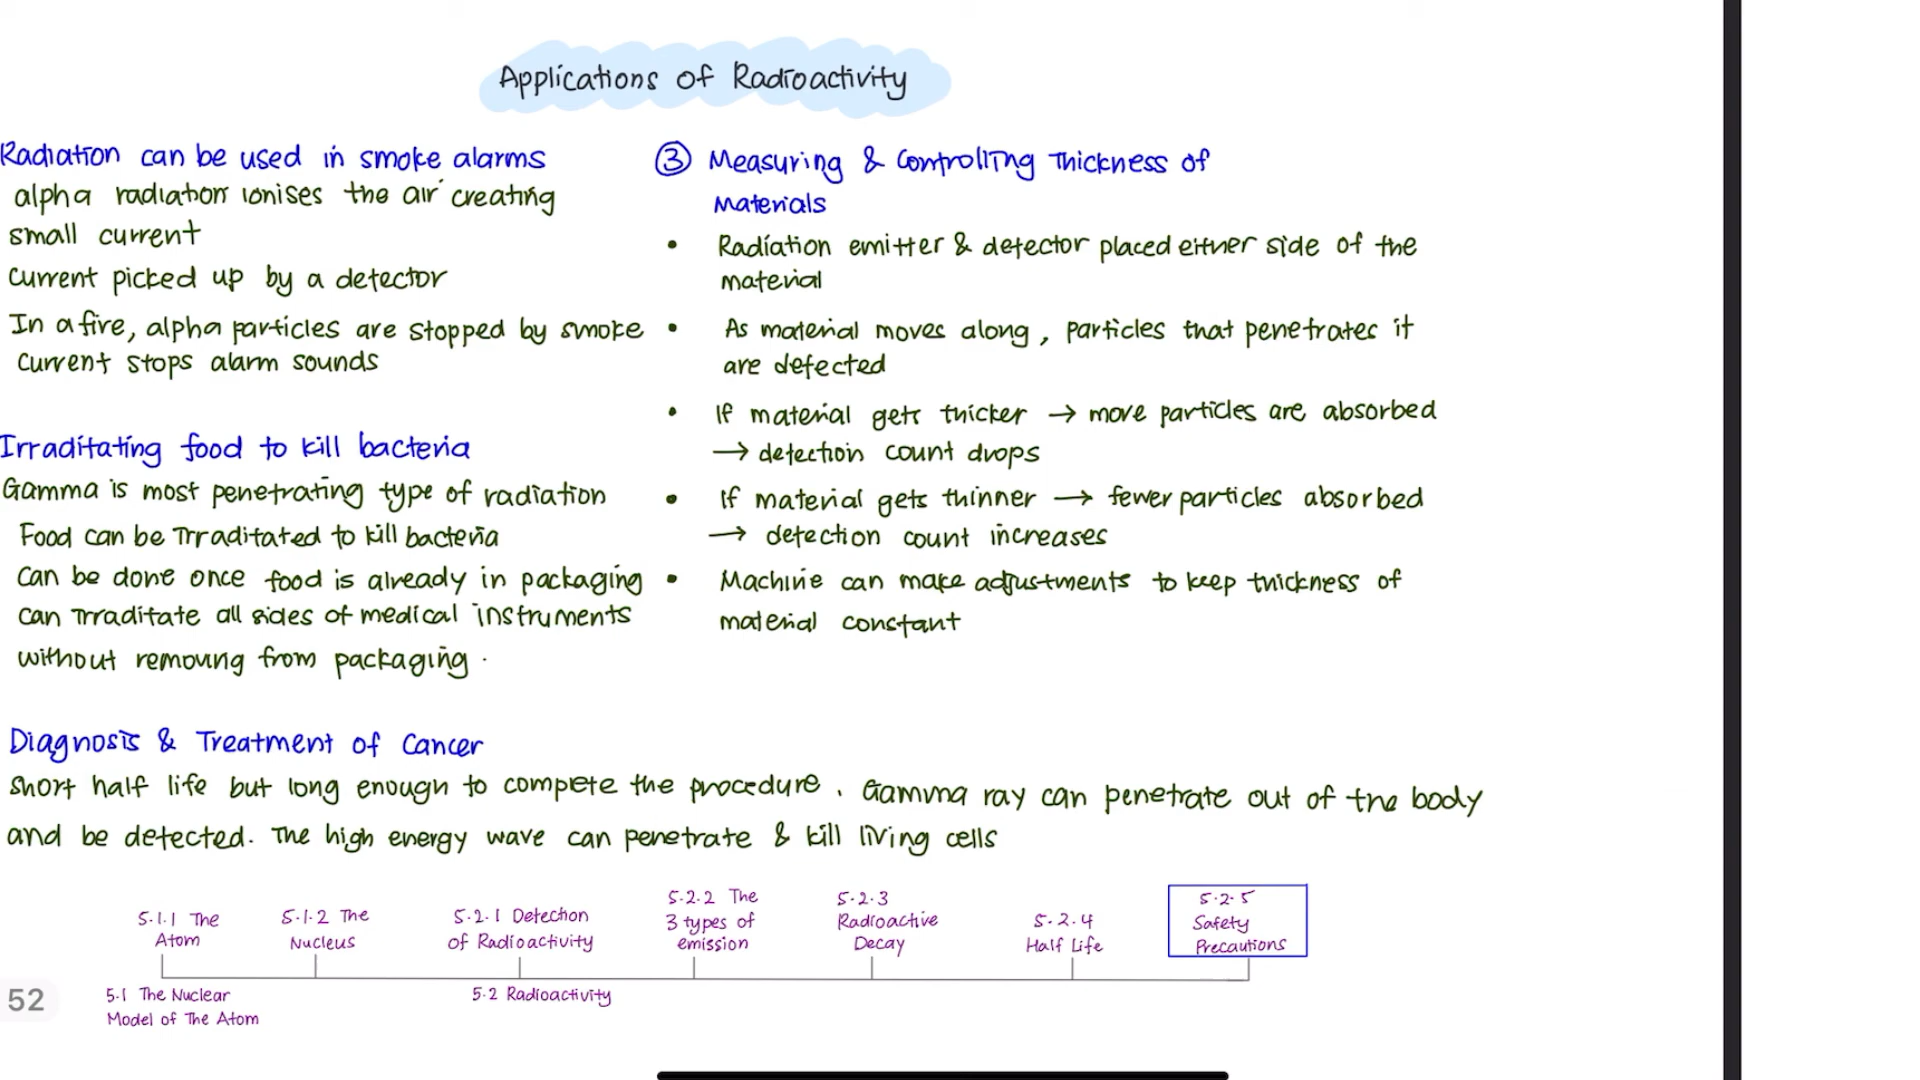 Applications of Radioactivity
Radiation can be used in smoke alarms
alpha radiation ionises the air creating
small current
Current picked up by a detector
In a fire, alpha particles are stopped by smoke
Current stops alarm sounds
Irraditating food to kill bacteria
Gamma is most penetrating type of radiation
Food can be Irraditated to kill bacteria
Can be done once food is already in packaging
Can Irraditate all sides of medical instruments
without removing from packaging.
③ Measuring & Controlling Thickness of
Materials
• Radiation emitter & detector placed either side of the
material
• As material moves along, particles that penetrates it
are detected
• If material gets thicker → more particles are absorbed
→ detection count drops
• If material gets thinner → fewer particles absorbed
→ detection count increases
• Machine can make adjustments to keep thickness of
material constant
Diagnosis & Treatment of Cancer
Short half life but long enough to compete the procedure. Gamma ray can penetrate out of the body
and be detected. The high energy wave can penetrate & kill living cells
5.1.1 The
Atom
5.1.2 The
Nucleus
5.2.1 Detection
of Radioactivity
5.2.2 The
3 types of
emission
5.2.3
Radioactive
Decay
5.2.4
Half Life
5.2.5
Safety
Precautions
5.1 The Nuclear
Model of The Atom
5.2 Radioactivity
52